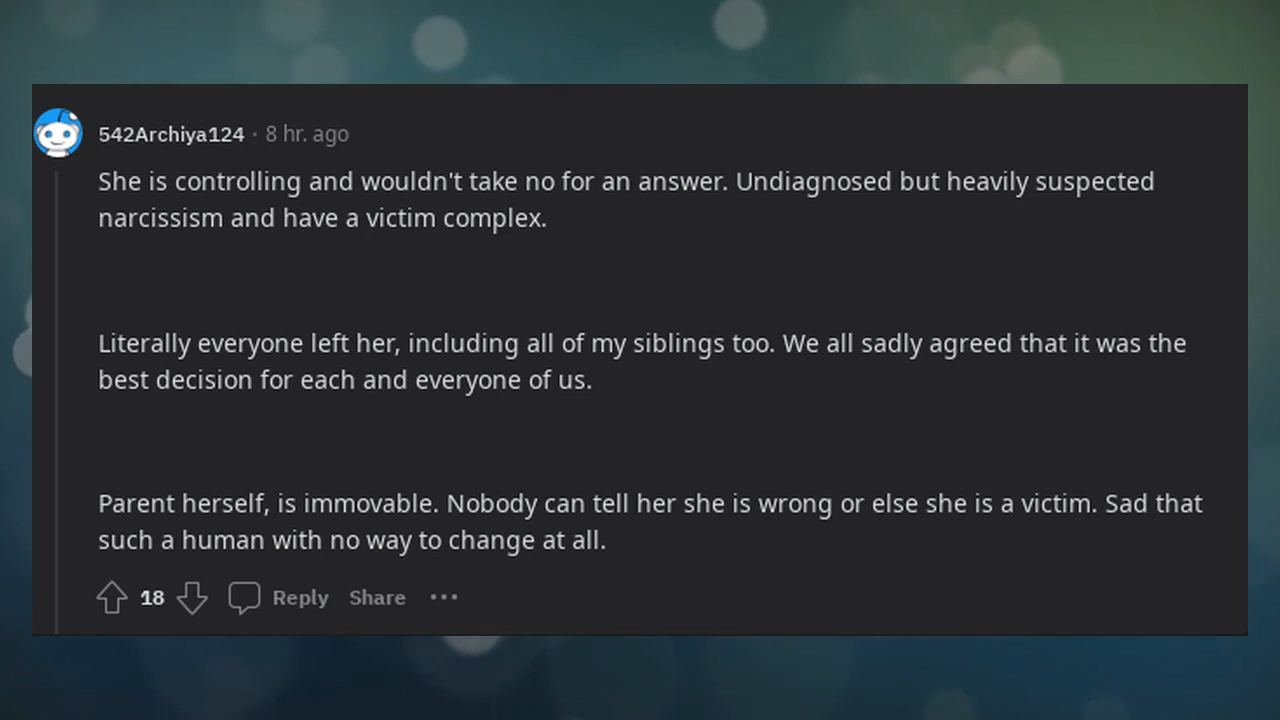 542Archiya124 · 8 hr. ago
She is controlling and wouldn't take no for an answer. Undiagnosed but heavily suspected
narcissism and have a victim complex.
Literally everyone left her, including all of my siblings too. We all sadly agreed that it was the
best decision for each and everyone of us.
Parent herself, is immovable. Nobody can tell her she is wrong or else she is a victim. Sad that
such a human with no way to change at all.
18 Reply Share ···